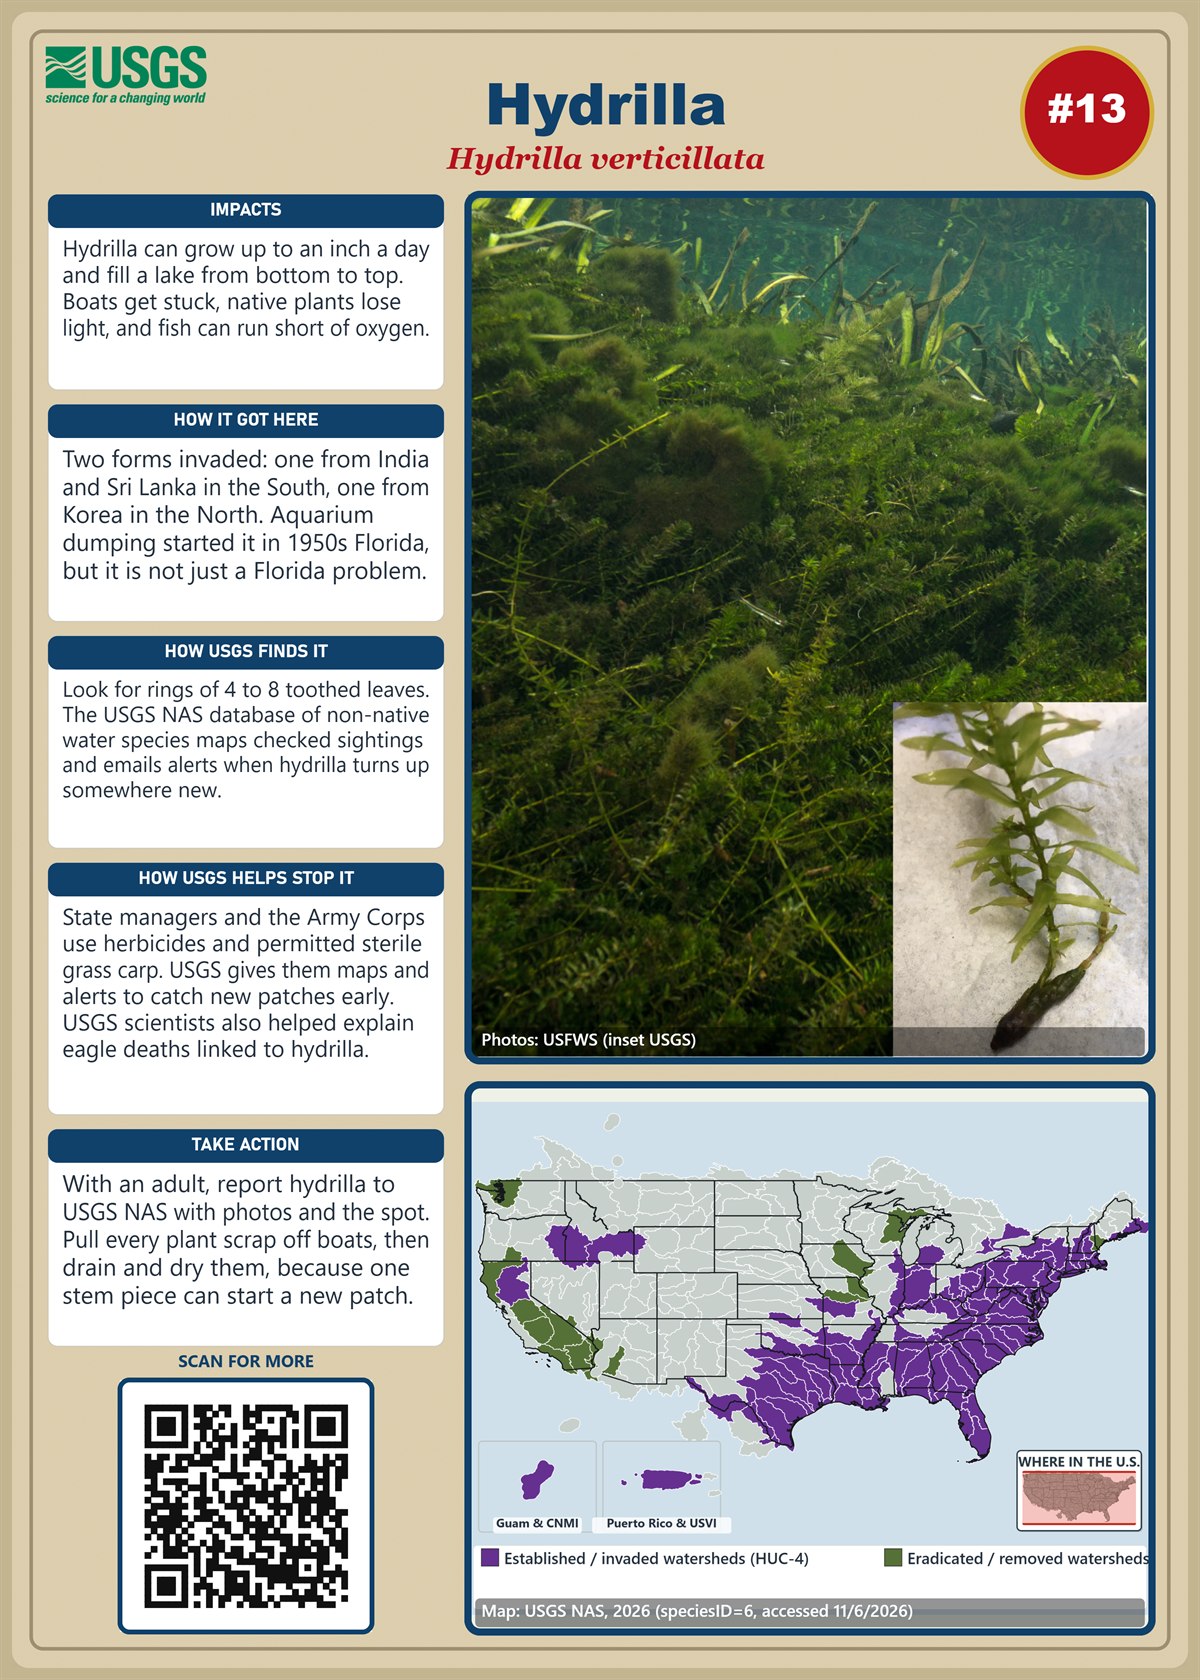 USGS
science for a changing world
Hydrilla
Hydrilla verticillata
#13
IMPACTS
Hydrilla can grow up to an inch a day
and fill a lake from bottom to top.
Boats get stuck, native plants lose
light, and fish can run short of oxygen.
HOW IT GOT HERE
Two forms invaded: one from India
and Sri Lanka in the South, one from
Korea in the North. Aquarium
dumping started it in 1950s Florida,
but it is not just a Florida problem.
HOW USGS FINDS IT
Look for rings of 4 to 8 toothed leaves.
The USGS NAS database of non-native
water species maps checked sightings
and emails alerts when hydrilla turns up
somewhere new.
HOW USGS HELPS STOP IT
State managers and the Army Corps
use herbicides and permitted sterile
grass carp. USGS gives them maps and
alerts to catch new patches early.
USGS scientists also helped explain
eagle deaths linked to hydrilla.
TAKE ACTION
With an adult, report hydrilla to
USGS NAS with photos and the spot.
Pull every plant scrap off boats, then
drain and dry them, because one
stem piece can start a new patch.
SCAN FOR MORE
Photos: USFWS (inset USGS)
Guam & CNMI
Puerto Rico & USVI
WHERE IN THE U.S.
Established / invaded watersheds (HUC-4)
Eradicated / removed watersheds
Map: USGS NAS, 2026 (speciesID=6, accessed 11/6/2026)